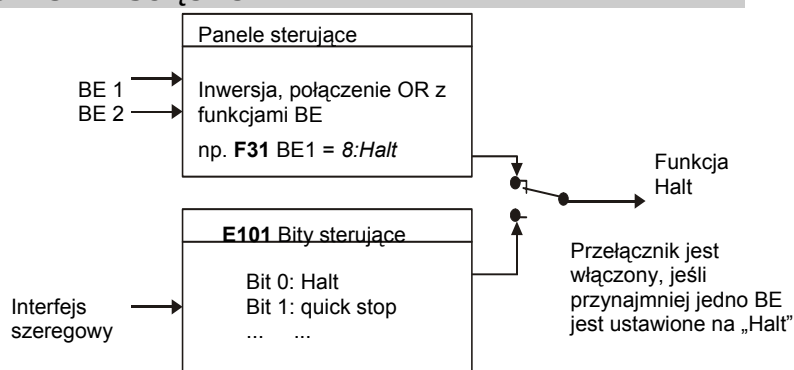 Panele sterujące
BE 1
BE 2
Inwersja, połączenie OR z
funkcjami BE
np. F31 BE1 = 8:Halt
Funkcja
Halt
E101 Bity sterujące
Bit 0: Halt
Bit 1: quick stop
... ...
Interfejs
szeregowy
Przełącznik jest
włączony, jeśli
przynajmniej jedno BE
jest ustawione na „Halt”